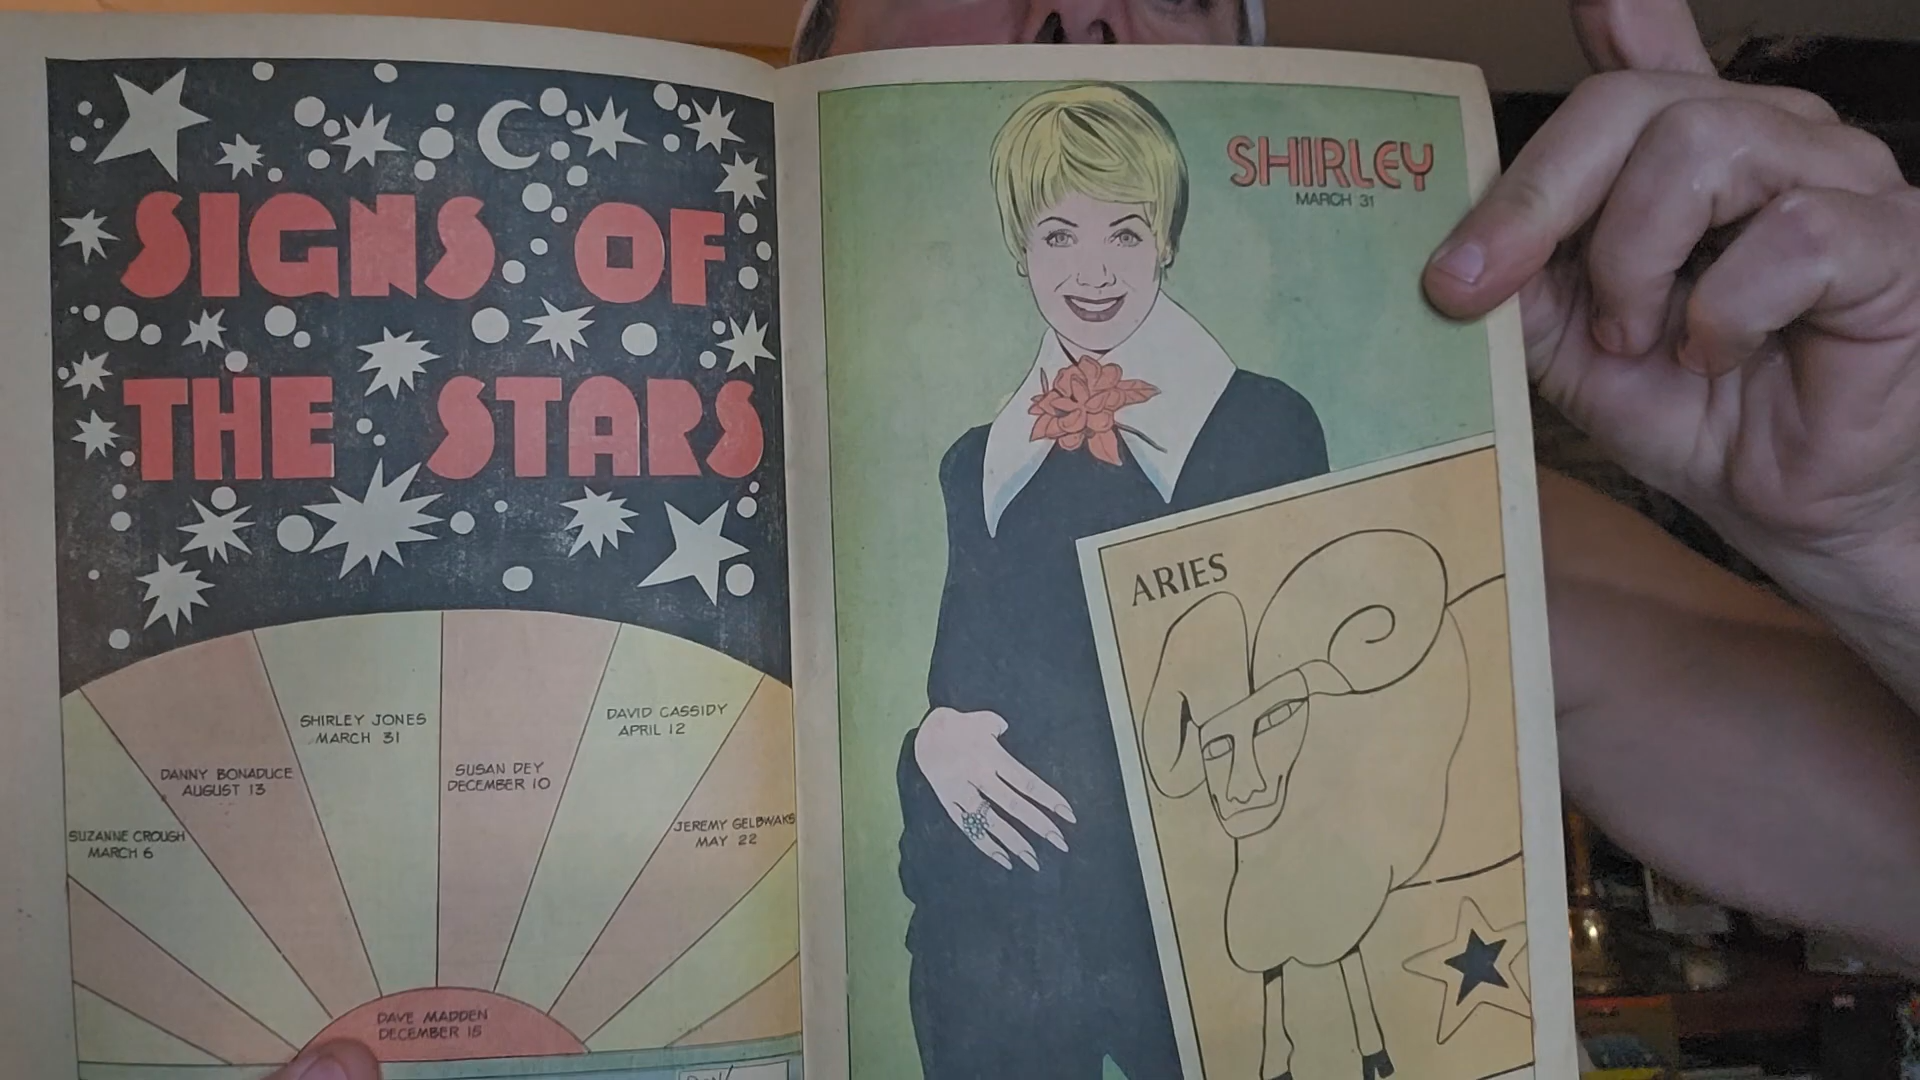 SIGNS OF
THE STARS
SUZANNE CROUGH
MARCH 6
DANNY BONADUCE
AUGUST 13
SHIRLEY JONES
MARCH 31
SUSAN DEY
DECEMBER 10
DAVID CASSIDY
APRIL 12
JEREMY GELBWAKS
MAY 22
DAVE MADDEN
DECEMBER 15
SHIRLEY
MARCH 31
ARIES